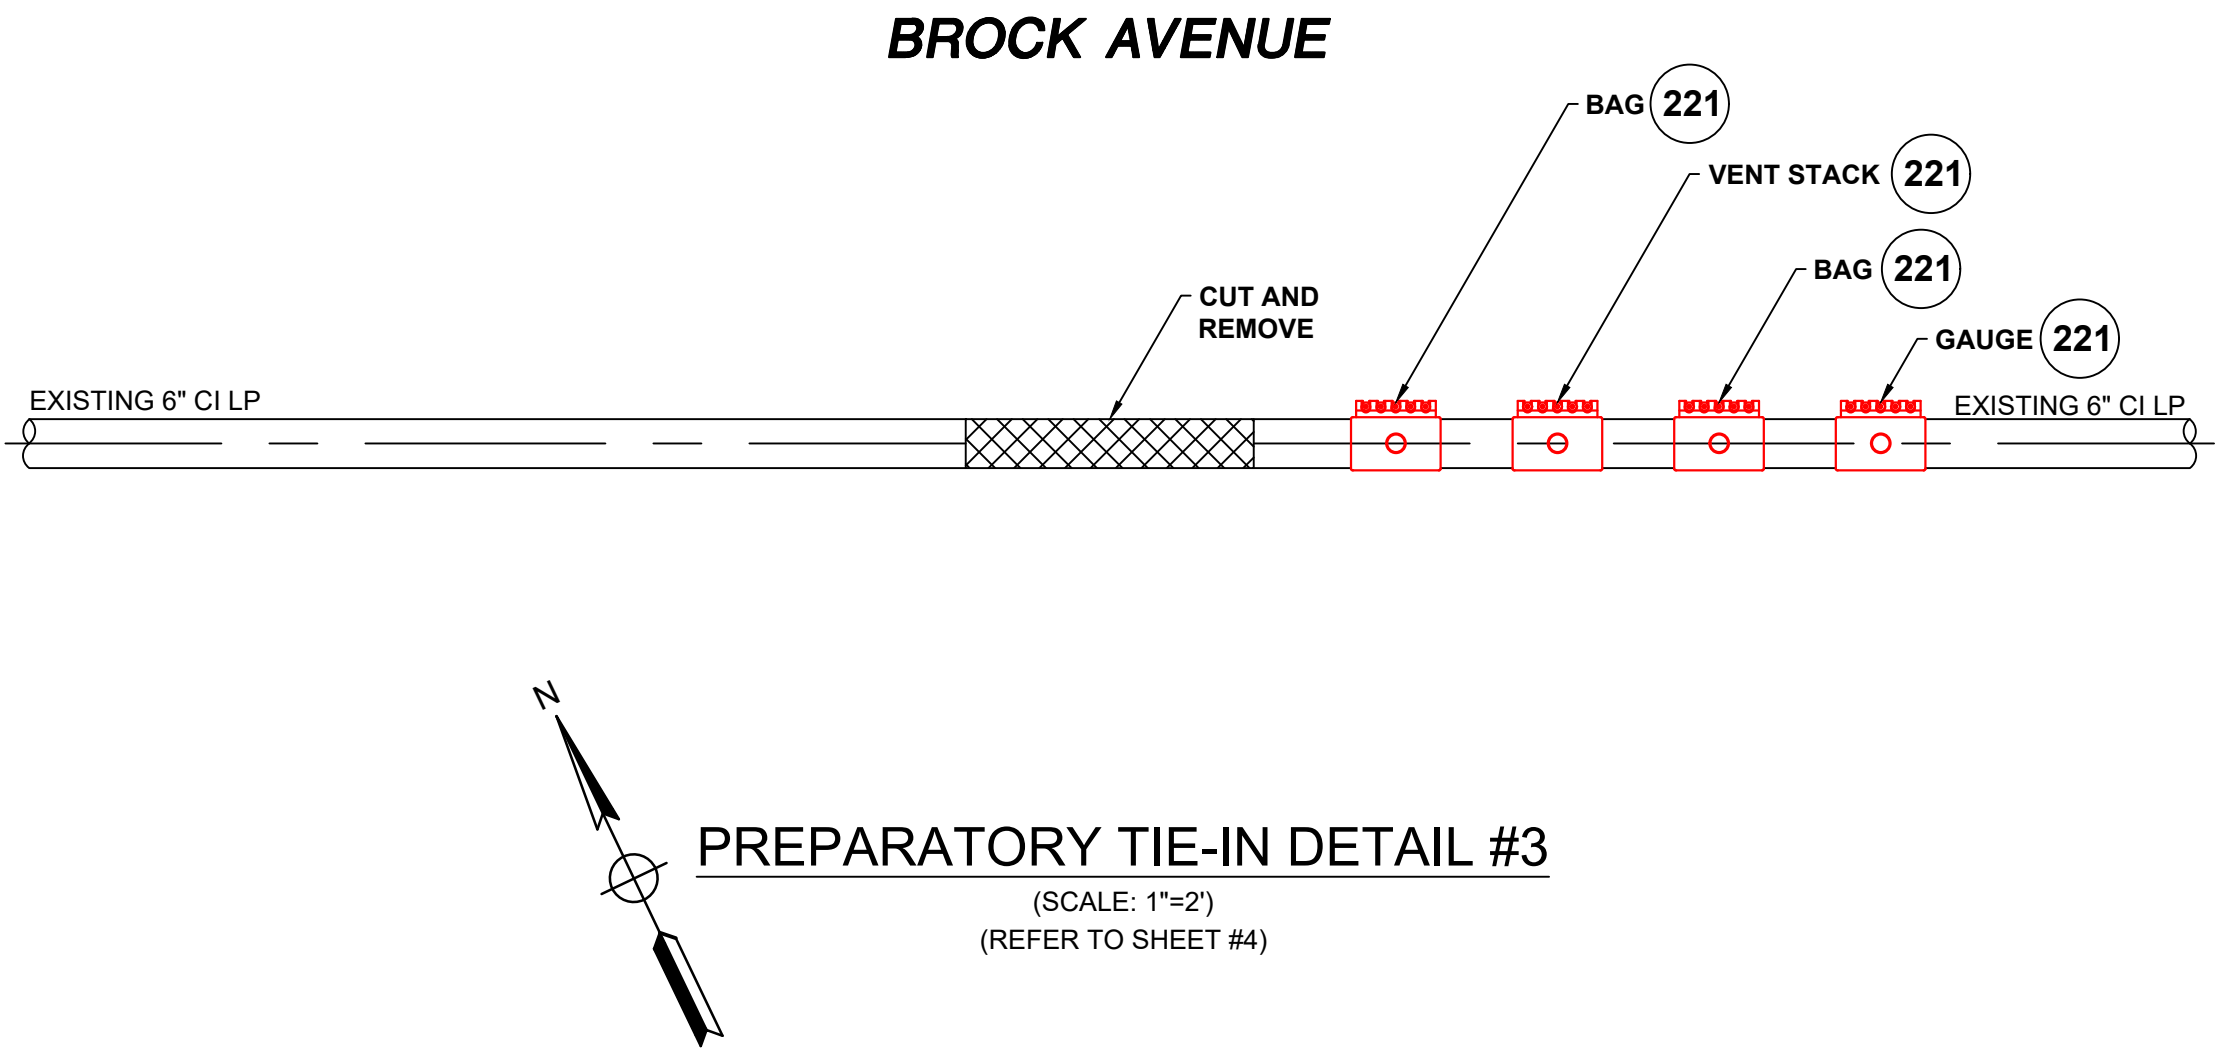 BROCK AVENUE
BAG 221
VENT STACK 221
BAG 221
CUT AND
REMOVE
GAUGE 221
EXISTING 6" CI LP
EXISTING 6" CI LP
N
PREPARATORY TIE-IN DETAIL #3
(SCALE: 1"=2')
(REFER TO SHEET #4)